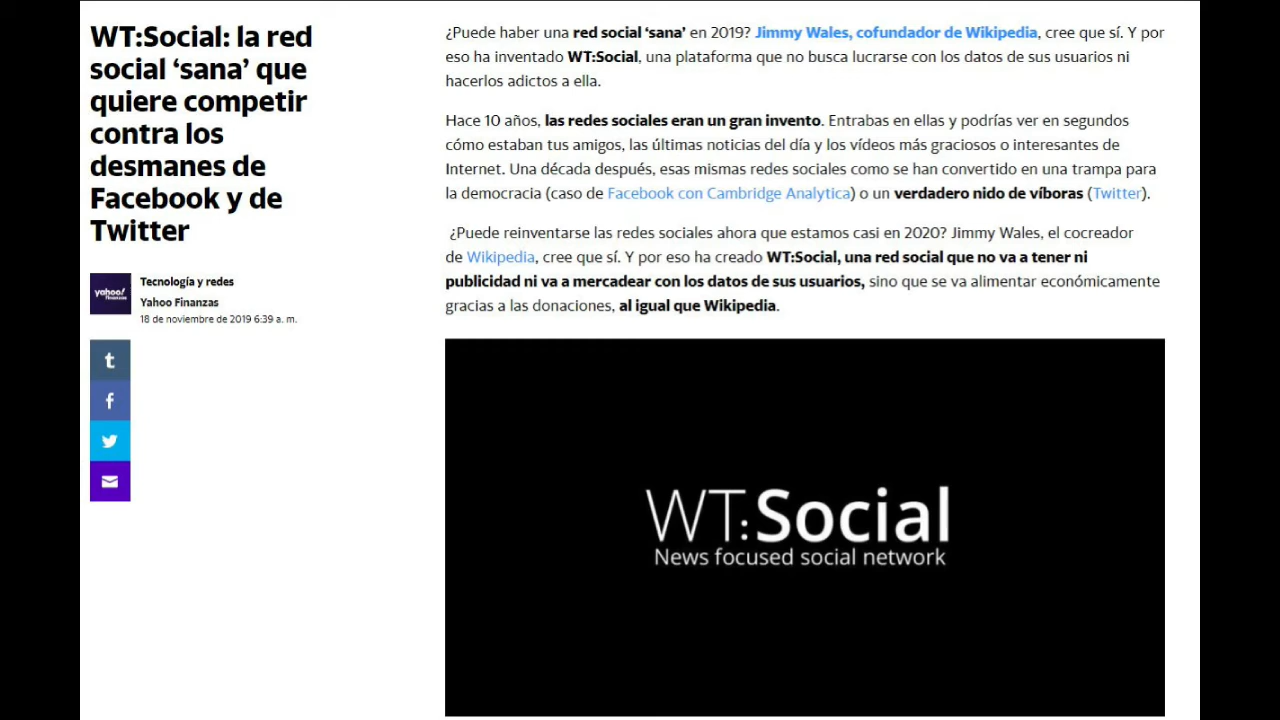 WT:Social: la red
social ‘sana’ que
quiere competir
contra los
desmanes de
Facebook y de
Twitter
yahoo!
finanzas
Tecnología y redes
Yahoo Finanzas
18 de noviembre de 2019 6:39 a. m.
¿Puede haber una red social ‘sana’ en 2019? Jimmy Wales, cofundador de Wikipedia, cree que sí. Y por
eso ha inventado WT:Social, una plataforma que no busca lucrarse con los datos de sus usuarios ni
hacerlos adictos a ella.
Hace 10 años, las redes sociales eran un gran invento. Entrabas en ellas y podrías ver en segundos
cómo estaban tus amigos, las últimas noticias del día y los vídeos más graciosos o interesantes de
Internet. Una década después, esas mismas redes sociales como se han convertido en una trampa para
la democracia (caso de Facebook con Cambridge Analytica) o un verdadero nido de víboras (Twitter).
¿Puede reinventarse las redes sociales ahora que estamos casi en 2020? Jimmy Wales, el cocreador
de Wikipedia, cree que sí. Y por eso ha creado WT:Social, una red social que no va a tener ni
publicidad ni va a mercadear con los datos de sus usuarios, sino que se va alimentar económicamente
gracias a las donaciones, al igual que Wikipedia.
WT:Social
News focused social network